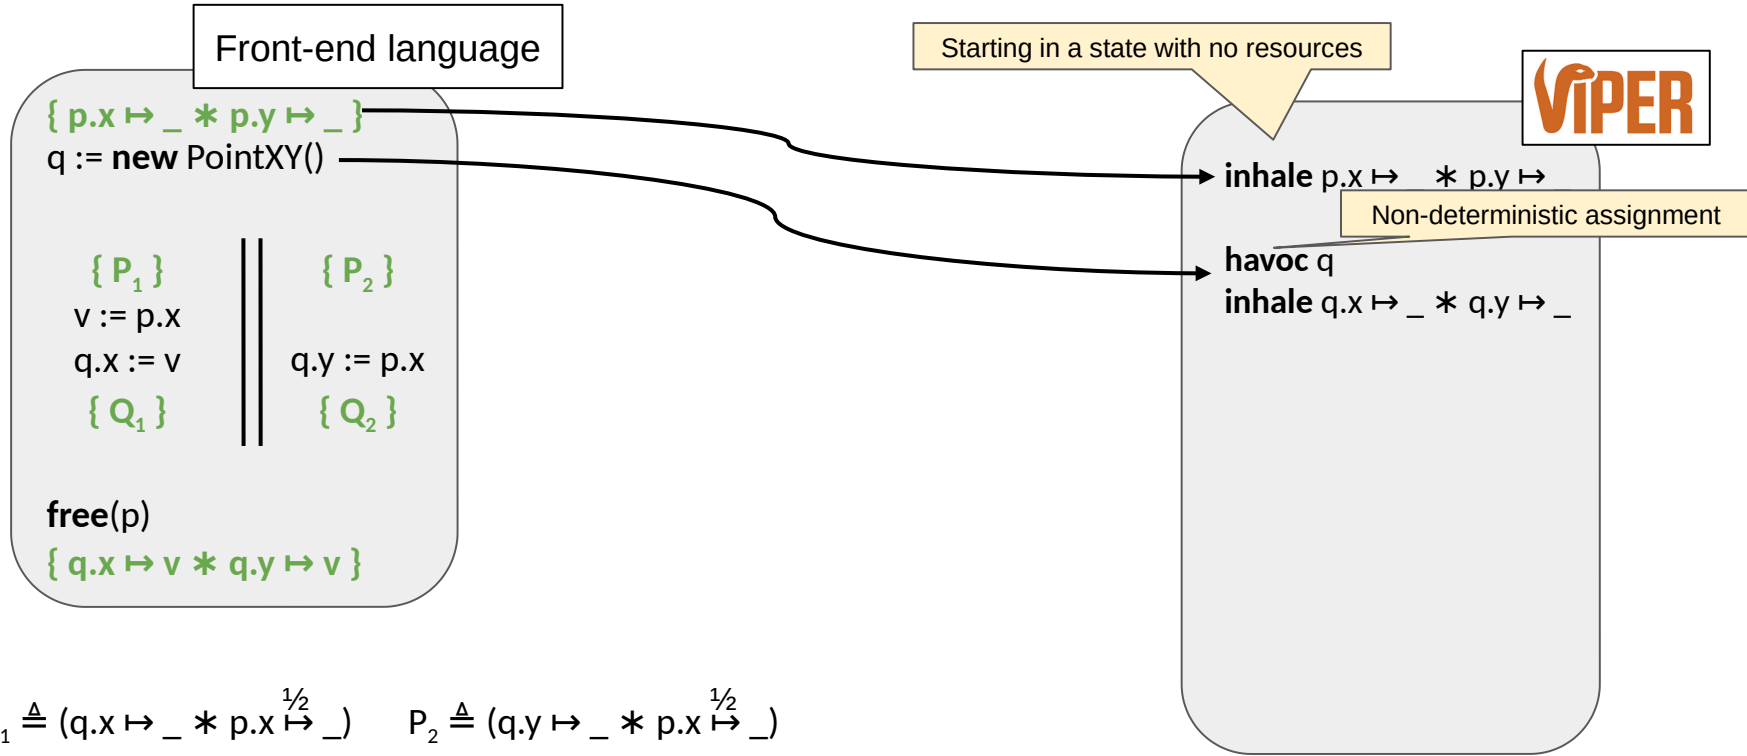 Front-end language
{ p.x ↦ _ ∗ p.y ↦ _ }
q := new PointXY()
{ P₁ } { P₂ }
v := p.x
q.x := v q.y := p.x
{ Q₁ } { Q₂ }
free(p)
{ q.x ↦ v ∗ q.y ↦ v }
₁ ≜ (q.x ↦ _ ∗ p.x ½↦ _) P₂ ≜ (q.y ↦ _ ∗ p.x ½↦ _)
Starting in a state with no resources
VIPER
inhale p.x ↦ _ ∗ p.y ↦ _
Non-deterministic assignment
havoc q
inhale q.x ↦ _ ∗ q.y ↦ _